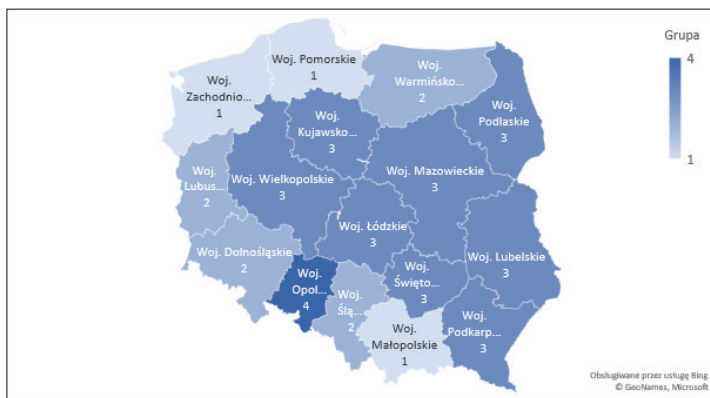 Grupa
4
1
Woj. Pomorskie
1
Woj.
Zachodnio ...
1
Woj.
Warmińsko ...
2
Woj.
Podlaskie
3
Woj.
Kujawsko ...
3
Woj.
Lubus...
2
Woj. Wielkopolskie
3
Woj. Mazowieckie
3
Woj. Łódzkie
3
Woj. Lubelskie
3
Woj. Dolnośląskie
2
Woj.
Opol...
4
Woj.
Ślą...
2
Woj.
Święto ...
3
Woj.
Małopolskie
1
Woj.
Podkarp...
3
Obsługiwane przez usługę Bing
© GeoNames, Microsoft